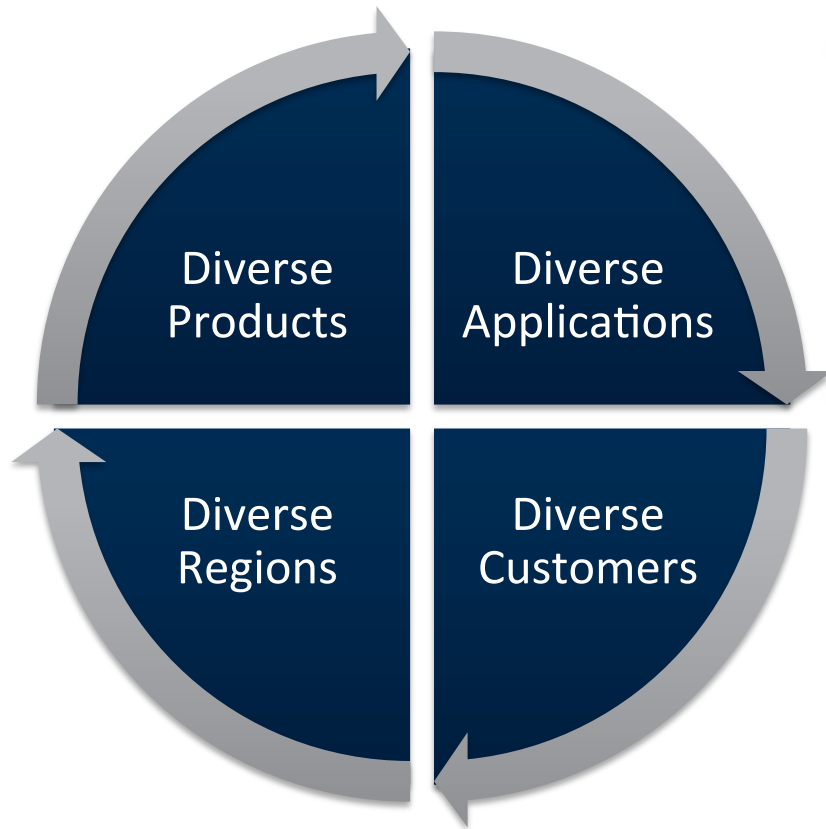 Diverse
Products
Diverse
Applications
Diverse
Regions
Diverse
Customers